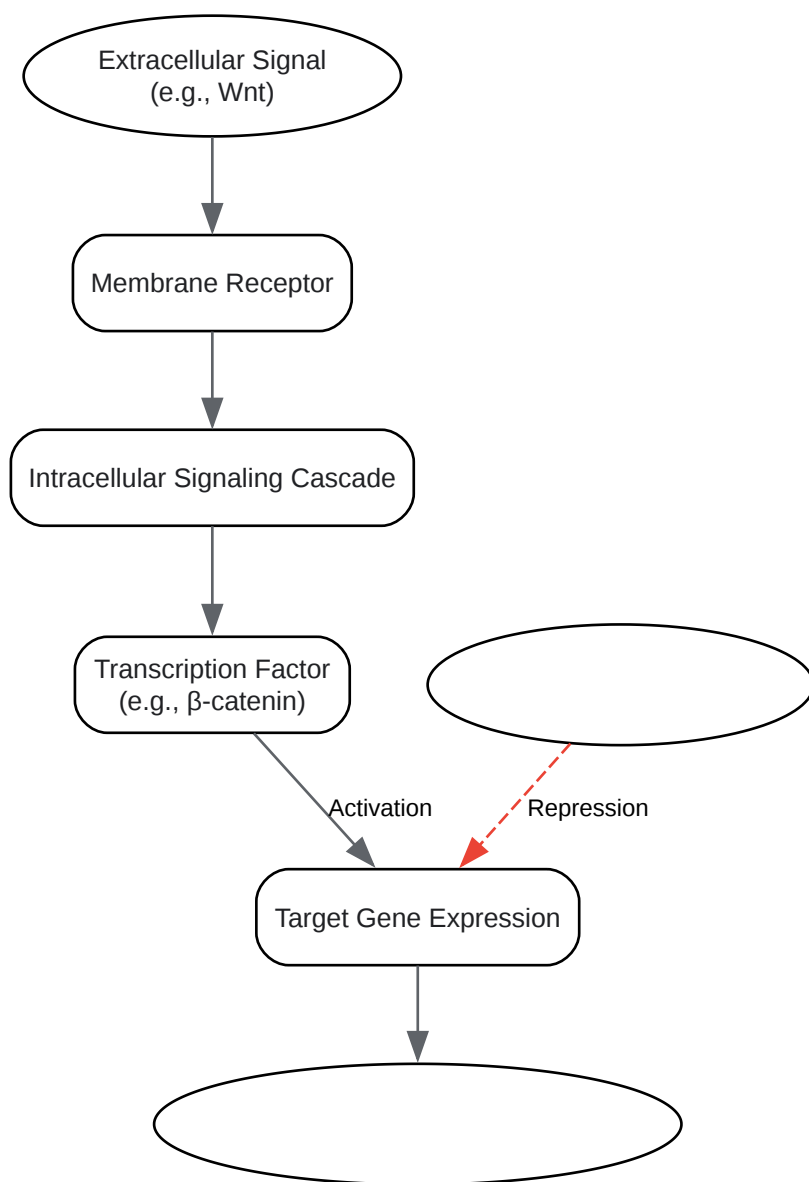 Extracellular Signal
(e.g., Wnt)
Membrane Receptor
Intracellular Signaling Cascade
Transcription Factor
(e.g., β-catenin)
Activation
Repression
Target Gene Expression